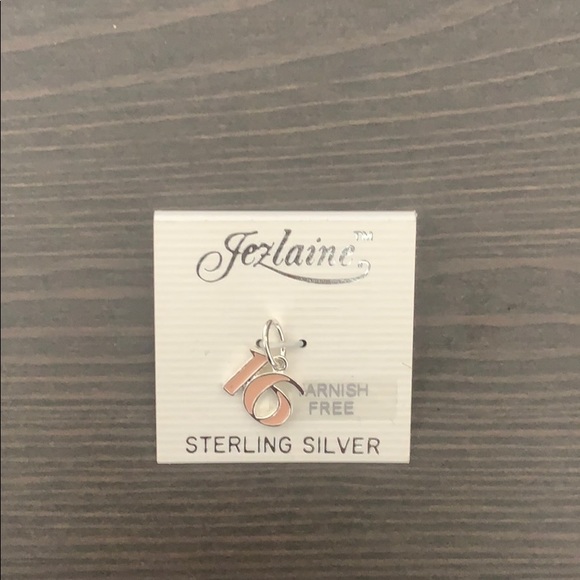 Jezlaine™
16
ARNISH
FREE
STERLING SILVER